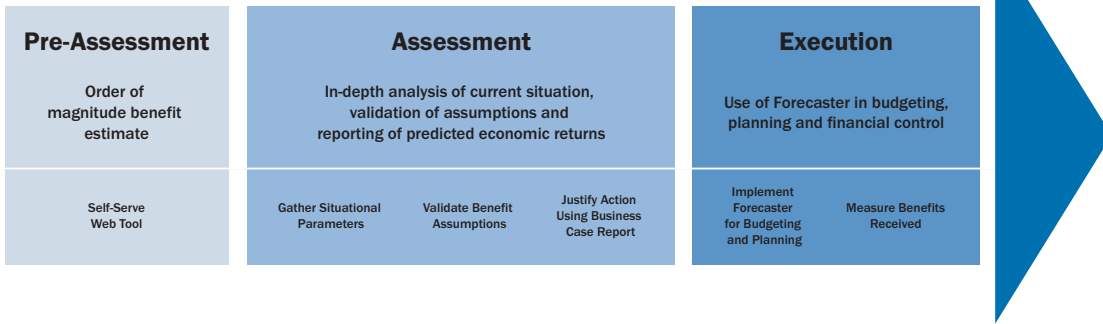 Pre-Assessment
Order of
magnitude benefit
estimate
Self-Serve
Web Tool
Assessment
In-depth analysis of current situation,
validation of assumptions and
reporting of predicted economic returns
Gather Situational
Parameters
Validate Benefit
Assumptions
Justify Action
Using Business
Case Report
Execution
Use of Forecaster in budgeting,
planning and financial control
Implement
Forecaster
for Budgeting
and Planning
Measure Benefits
Received